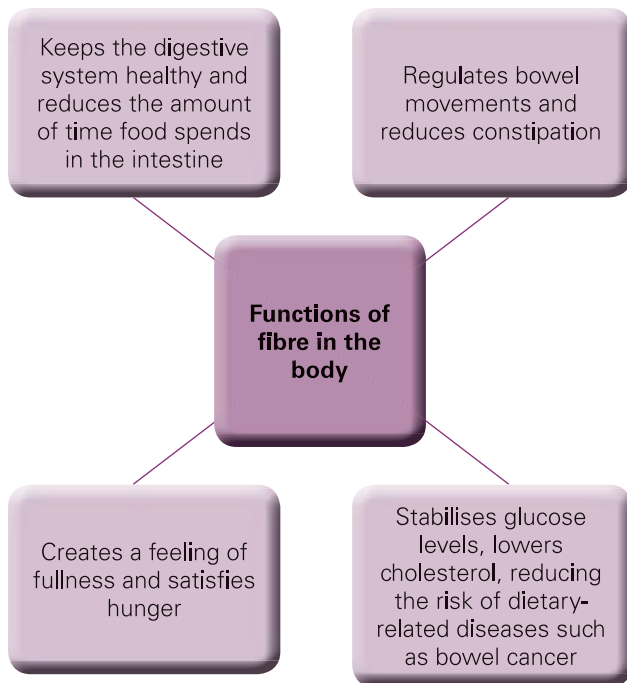 Keeps the digestive
system healthy and
reduces the amount
of time food spends
in the intestine
Regulates bowel
movements and
reduces constipation
Functions of
fibre in the
body
Creates a feeling of
fullness and satisfies
hunger
Stabilises glucose
levels, lowers
cholesterol, reducing
the risk of dietary-
related diseases such
as bowel cancer